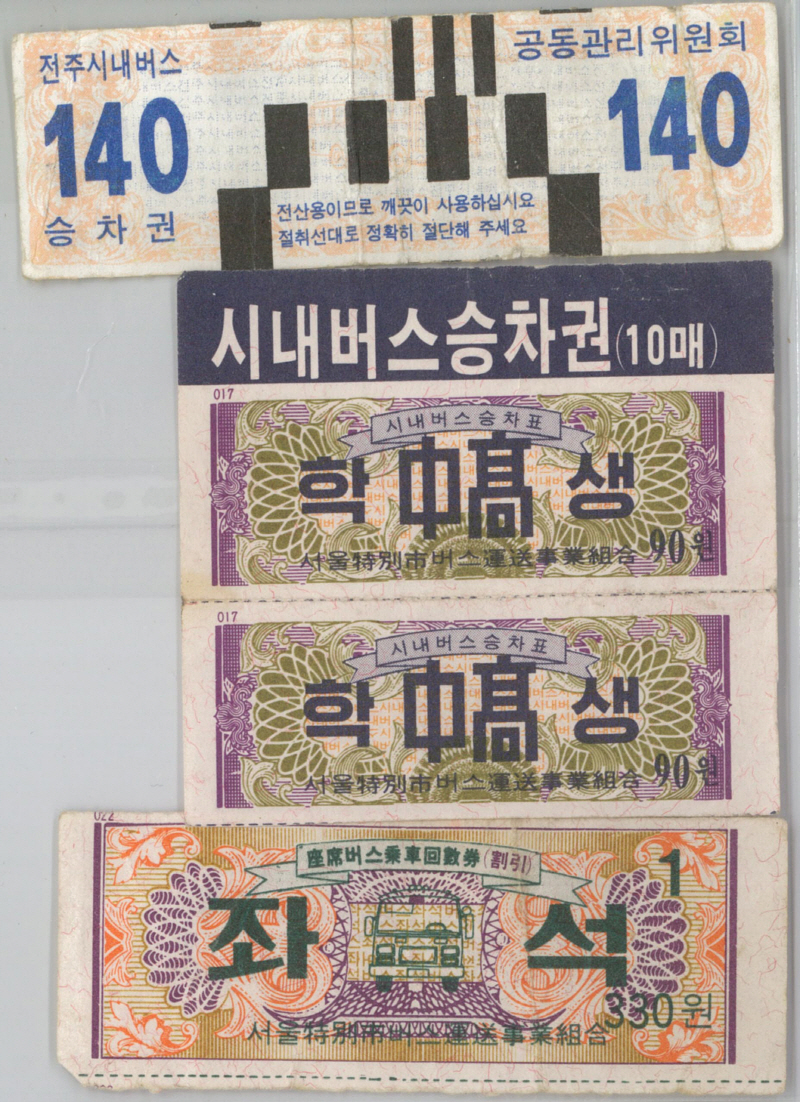 전주시내버스 공동관리위원회
140 140
승차권
전산용이므로 깨끗이 사용하십시요
절취선대로 정확히 절단해 주세요
시내버스승차권(10매)
017
시내버스승차표
학 中高 생
서울特別市버스運送事業組合 90원
017
시내버스승차표
학 中高 생
서울特別市버스運送事業組合 90원
022
座席버스乘車回數券(割引)
1
좌 석
330원
서울特別市버스運送事業組合